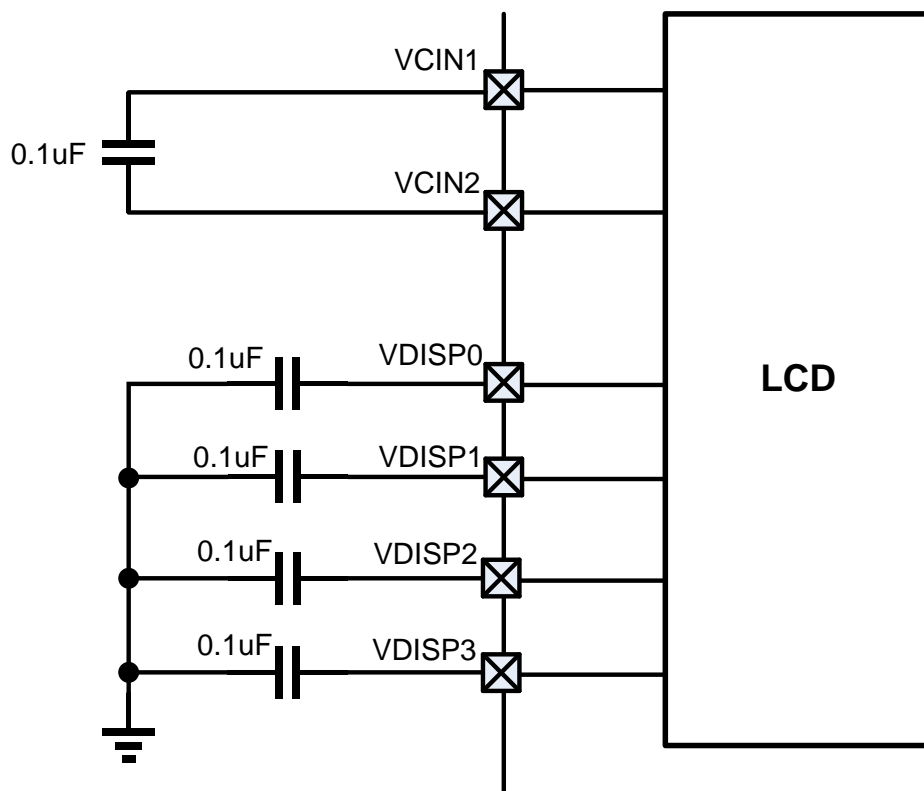 VCIN1
0.1uF
VCIN2
0.1uF
VDISP0
LCD
0.1uF
VDISP1
0.1uF
VDISP2
0.1uF
VDISP3